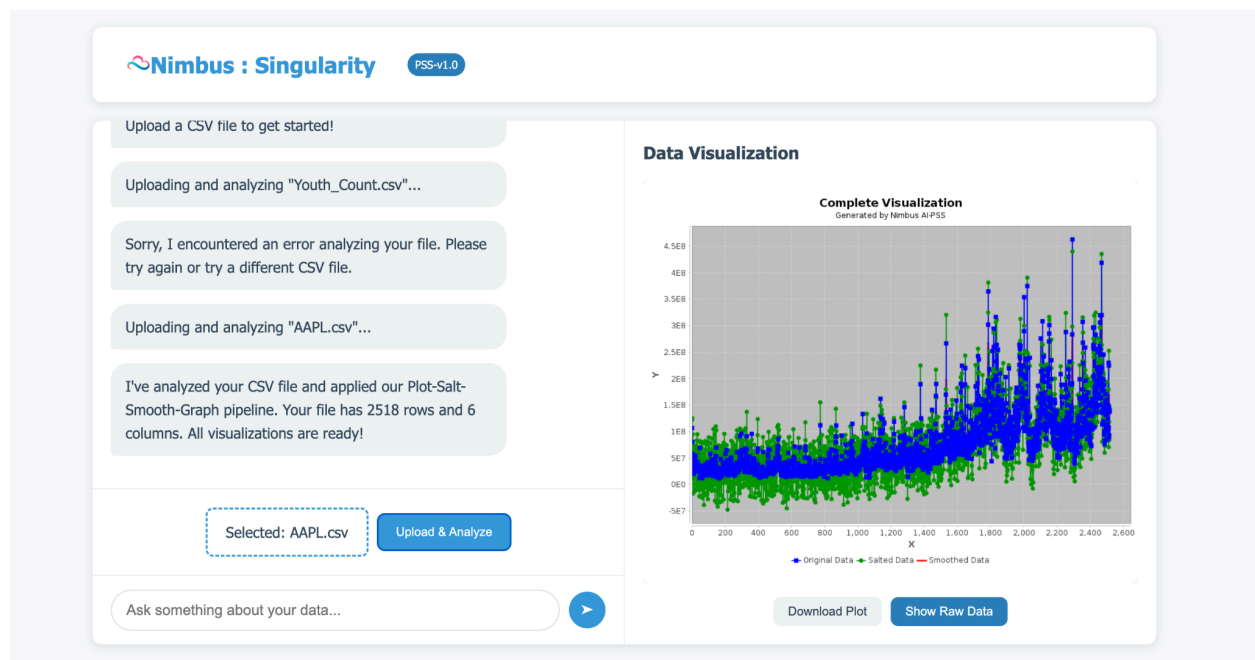 Nimbus : Singularity
PSS-v1.0
Upload a CSV file to get started!
Uploading and analyzing "Youth_Count.csv"...
Sorry, I encountered an error analyzing your file. Please
try again or try a different CSV file.
Uploading and analyzing "AAPL.csv"...
I've analyzed your CSV file and applied our Plot-Salt-
Smooth-Graph pipeline. Your file has 2518 rows and 6
columns. All visualizations are ready!
Selected: AAPL.csv
Upload & Analyze
Ask something about your data...
Data Visualization
Complete Visualization
Generated by Nimbus AI-PSS
4.5E8
4E8
3.5E8
3E8
2.5E8
2E8
1.5E8
1E8
5E7
0E0
-5E7
Y
0 200 400 600 800 1,000 1,200 1,400 1,600 1,800 2,000 2,200 2,400 2,600
X
Original Data Salted Data Smoothed Data
Download Plot
Show Raw Data